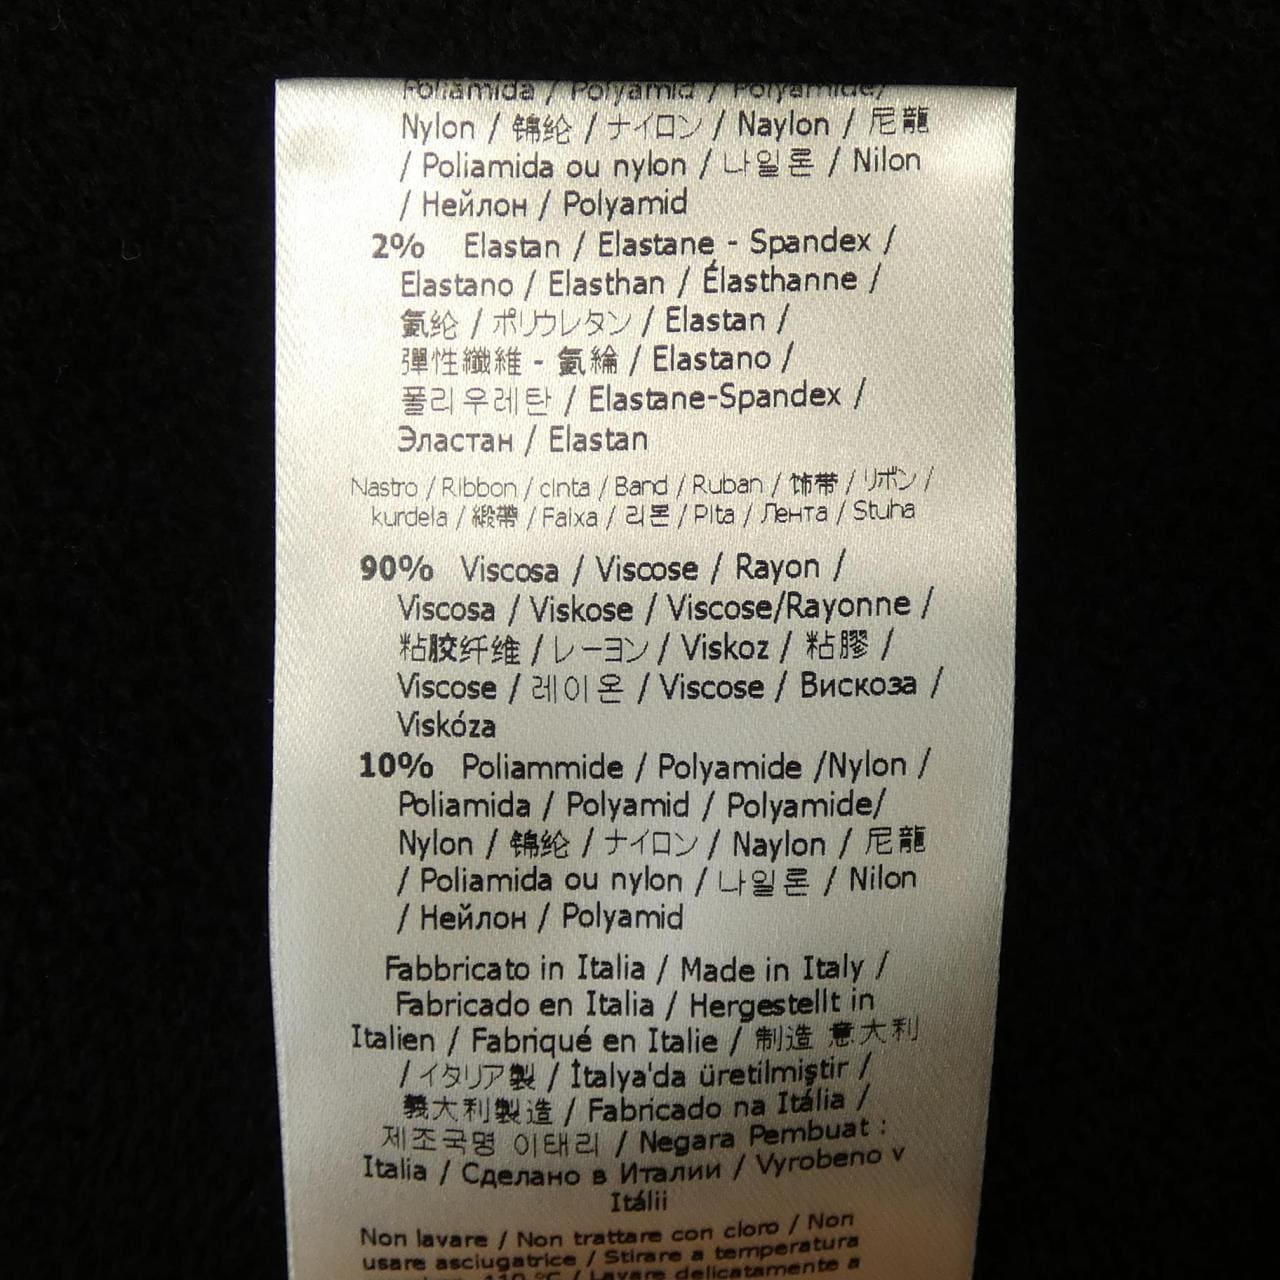 Poliamida / Polyamid / Polyamide/
Nylon / 锦纶 / ナイロン / Naylon / 尼龍
/ Poliamida ou nylon / 나일론 / Nilon
/ Нейлон / Polyamid
2% Elastan / Elastane - Spandex /
Elastano / Elasthan / Élasthanne /
氨纶 / ポリウレタン / Elastan /
彈性纖維 - 氨綸 / Elastano /
폴리우레탄 / Elastane-Spandex /
Эластан / Elastan
Nastro / Ribbon / cinta / Band / Ruban / 饰带 / リボン /
kurdela / 緞帶 / Faixa / 리본 / Pita / Лента / Stuha
90% Viscosa / Viscose / Rayon /
Viscosa / Viskose / Viscose/Rayonne /
粘胶纤维 / レーヨン / Viskoz / 粘膠 /
Viscose / 레이온 / Viscose / Вискоза /
Viskóza
10% Poliammide / Polyamide /Nylon /
Poliamida / Polyamid / Polyamide/
Nylon / 锦纶 / ナイロン / Naylon / 尼龍
/ Poliamida ou nylon / 나일론 / Nilon
/ Нейлон / Polyamid
Fabbricato in Italia / Made in Italy /
Fabricado en Italia / Hergestellt in
Italien / Fabriqué en Italie / 制造 意大利
/ イタリア製 / İtalya'da üretilmiştir /
義大利製造 / Fabricado na Itália /
제조국명 이태리 / Negara Pembuat :
Italia / Сделано в Италии / Vyrobeno v
Itálii
Non lavare / Non trattare con cloro / Non
usare asciugatrice / Stirare a temperatura
110 °C / Lavare delicatamente a